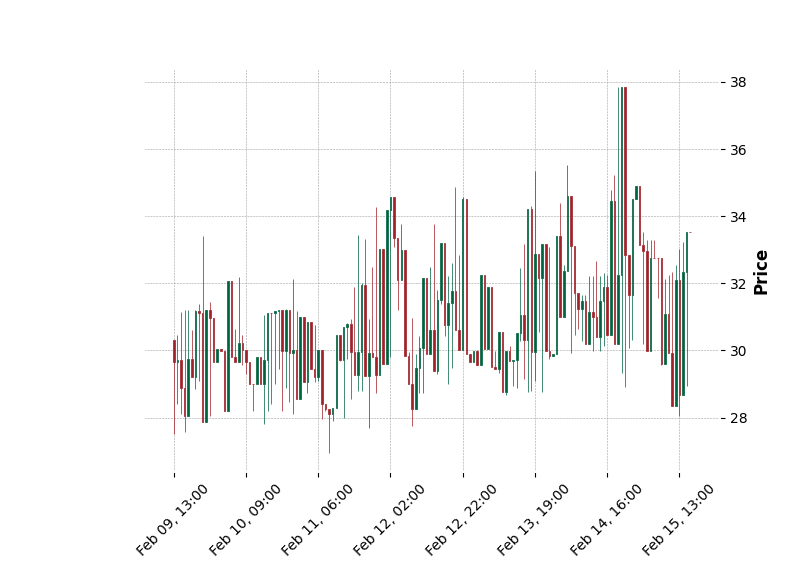 38
36
34
32
30
28
Price
Feb 09, 13:00
Feb 10, 09:00
Feb 11, 06:00
Feb 12, 02:00
Feb 12, 22:00
Feb 13, 19:00
Feb 14, 16:00
Feb 15, 13:00